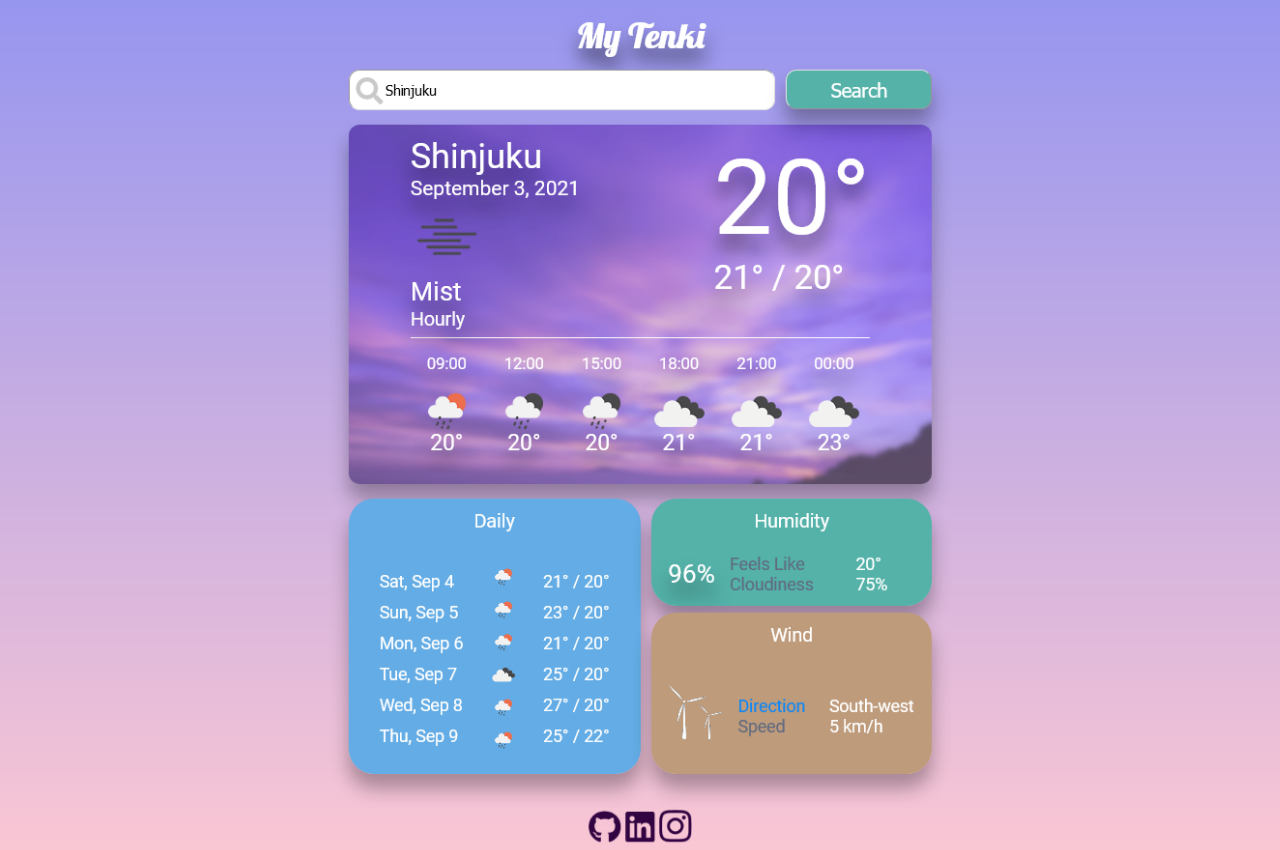 My Tenki
Shinjuku
Search
Shinjuku
September 3, 2021
20°
21° / 20°
Mist
Hourly
09:00 12:00 15:00 18:00 21:00 00:00
20° 20° 20° 21° 21° 23°
Daily
Sat, Sep 4 21° / 20°
Sun, Sep 5 23° / 20°
Mon, Sep 6 21° / 20°
Tue, Sep 7 25° / 20°
Wed, Sep 8 27° / 20°
Thu, Sep 9 25° / 22°
Humidity
96%
Feels Like 20°
Cloudiness 75%
Wind
Direction South-west
Speed 5 km/h
in